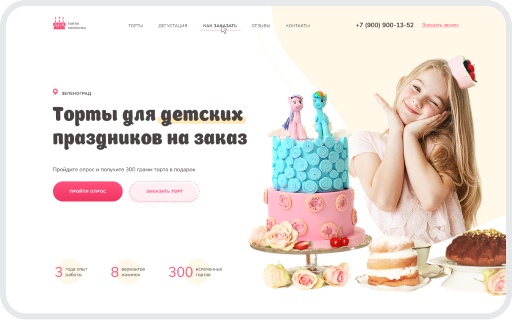 ТОРТЫ
ТОРТЫ ДЕГУСТАЦИЯ КАК ЗАКАЗАТЬ ОТЗЫВЫ КОНТАКТЫ
+7 (900) 900-13-52 Заказать звонок
ЗЕЛЕНОГРАД
Торты для детских
праздников на заказ
Пройдите опрос и получите 300 грамм торта в подарок
ПРОЙТИ ОПРОС ЗАКАЗАТЬ ТОРТ
3 года опыт работы
8 вариантов начинок
300 испеченных тортов